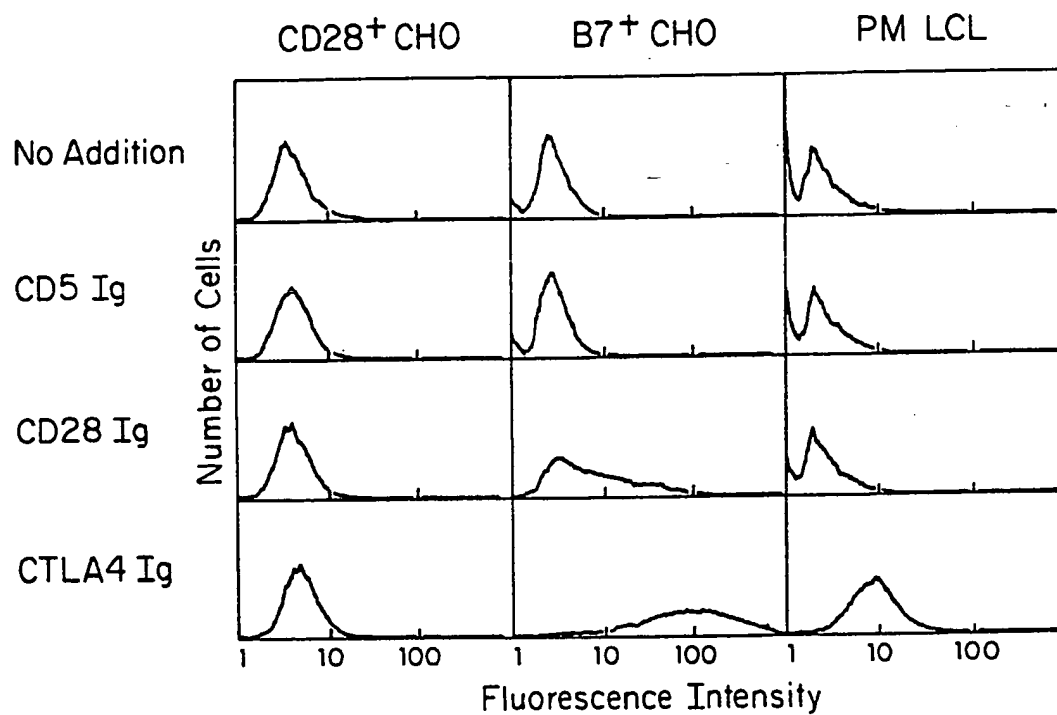 CD28+ CHO B7+ CHO PM LCL
No Addition
CD5 Ig
CD28 Ig
CTLA4 Ig
Number of Cells
1 10 100 1 10 100 1 10 100
Fluorescence Intensity